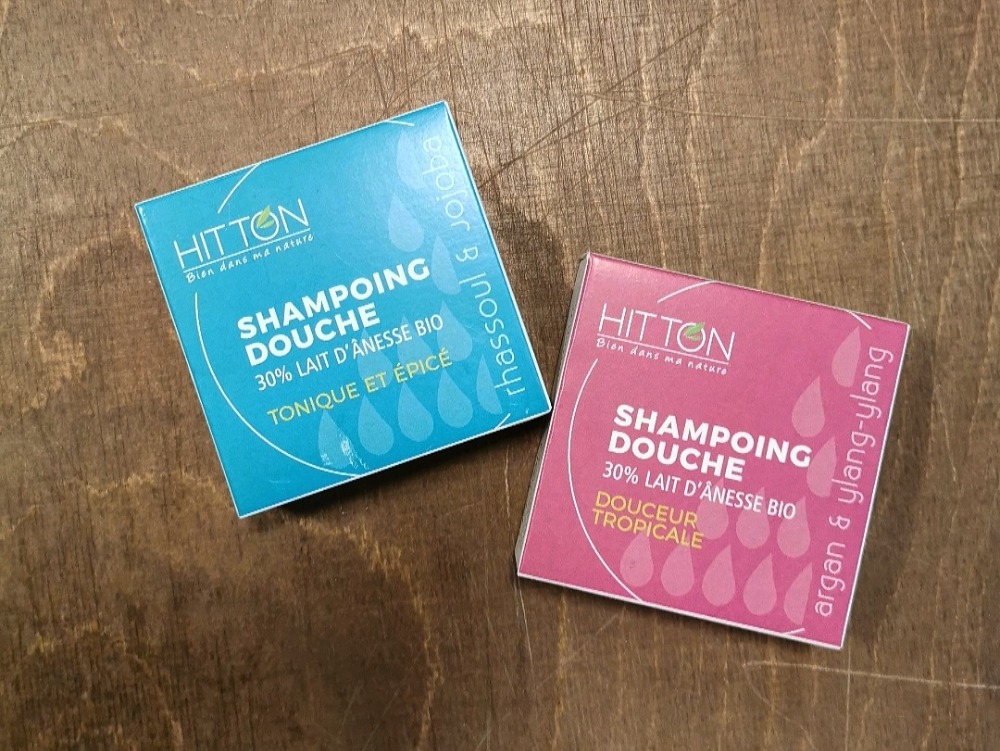 HITTON
Bien dans ma nature
SHAMPOING
DOUCHE
30% LAIT D'ÂNESSE BIO
TONIQUE ET ÉPICÉ
rhassoul & jojoba
HITTON
Bien dans ma nature
SHAMPOING
DOUCHE
30% LAIT D'ÂNESSE BIO
DOUCEUR
TROPICALE
argan & ylang-ylang